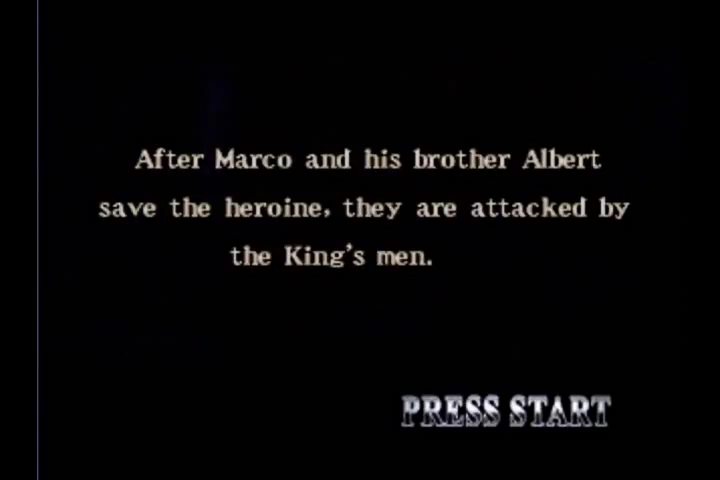 After Marco and his brother Albert
save the heroine, they are attacked by
the King's men.
PRESS START